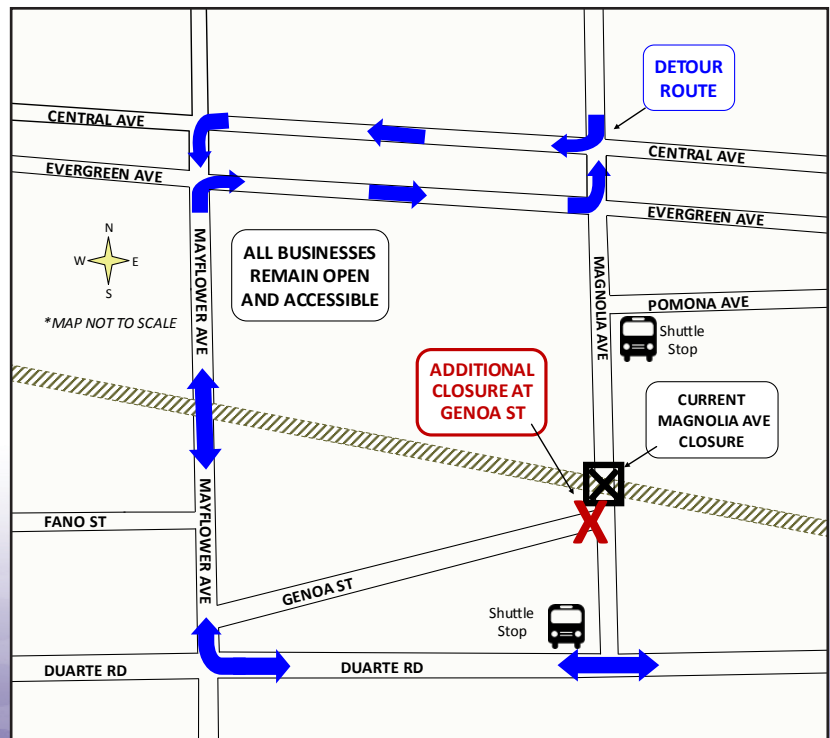 DETOUR
ROUTE
CENTRAL AVE
CENTRAL AVE
EVERGREEN AVE
EVERGREEN AVE
N
W
E
S
*MAP NOT TO SCALE
MAYFLOWER AVE
ALL BUSINESSES
REMAIN OPEN
AND ACCESSIBLE
MAGNOLIA AVE
POMONA AVE
Shuttle
Stop
ADDITIONAL
CLOSURE AT
GENOA ST
CURRENT
MAGNOLIA AVE
CLOSURE
X
FANO ST
MAYFLOWER AVE
GENOA ST
Shuttle
Stop
DUARTE RD
DUARTE RD